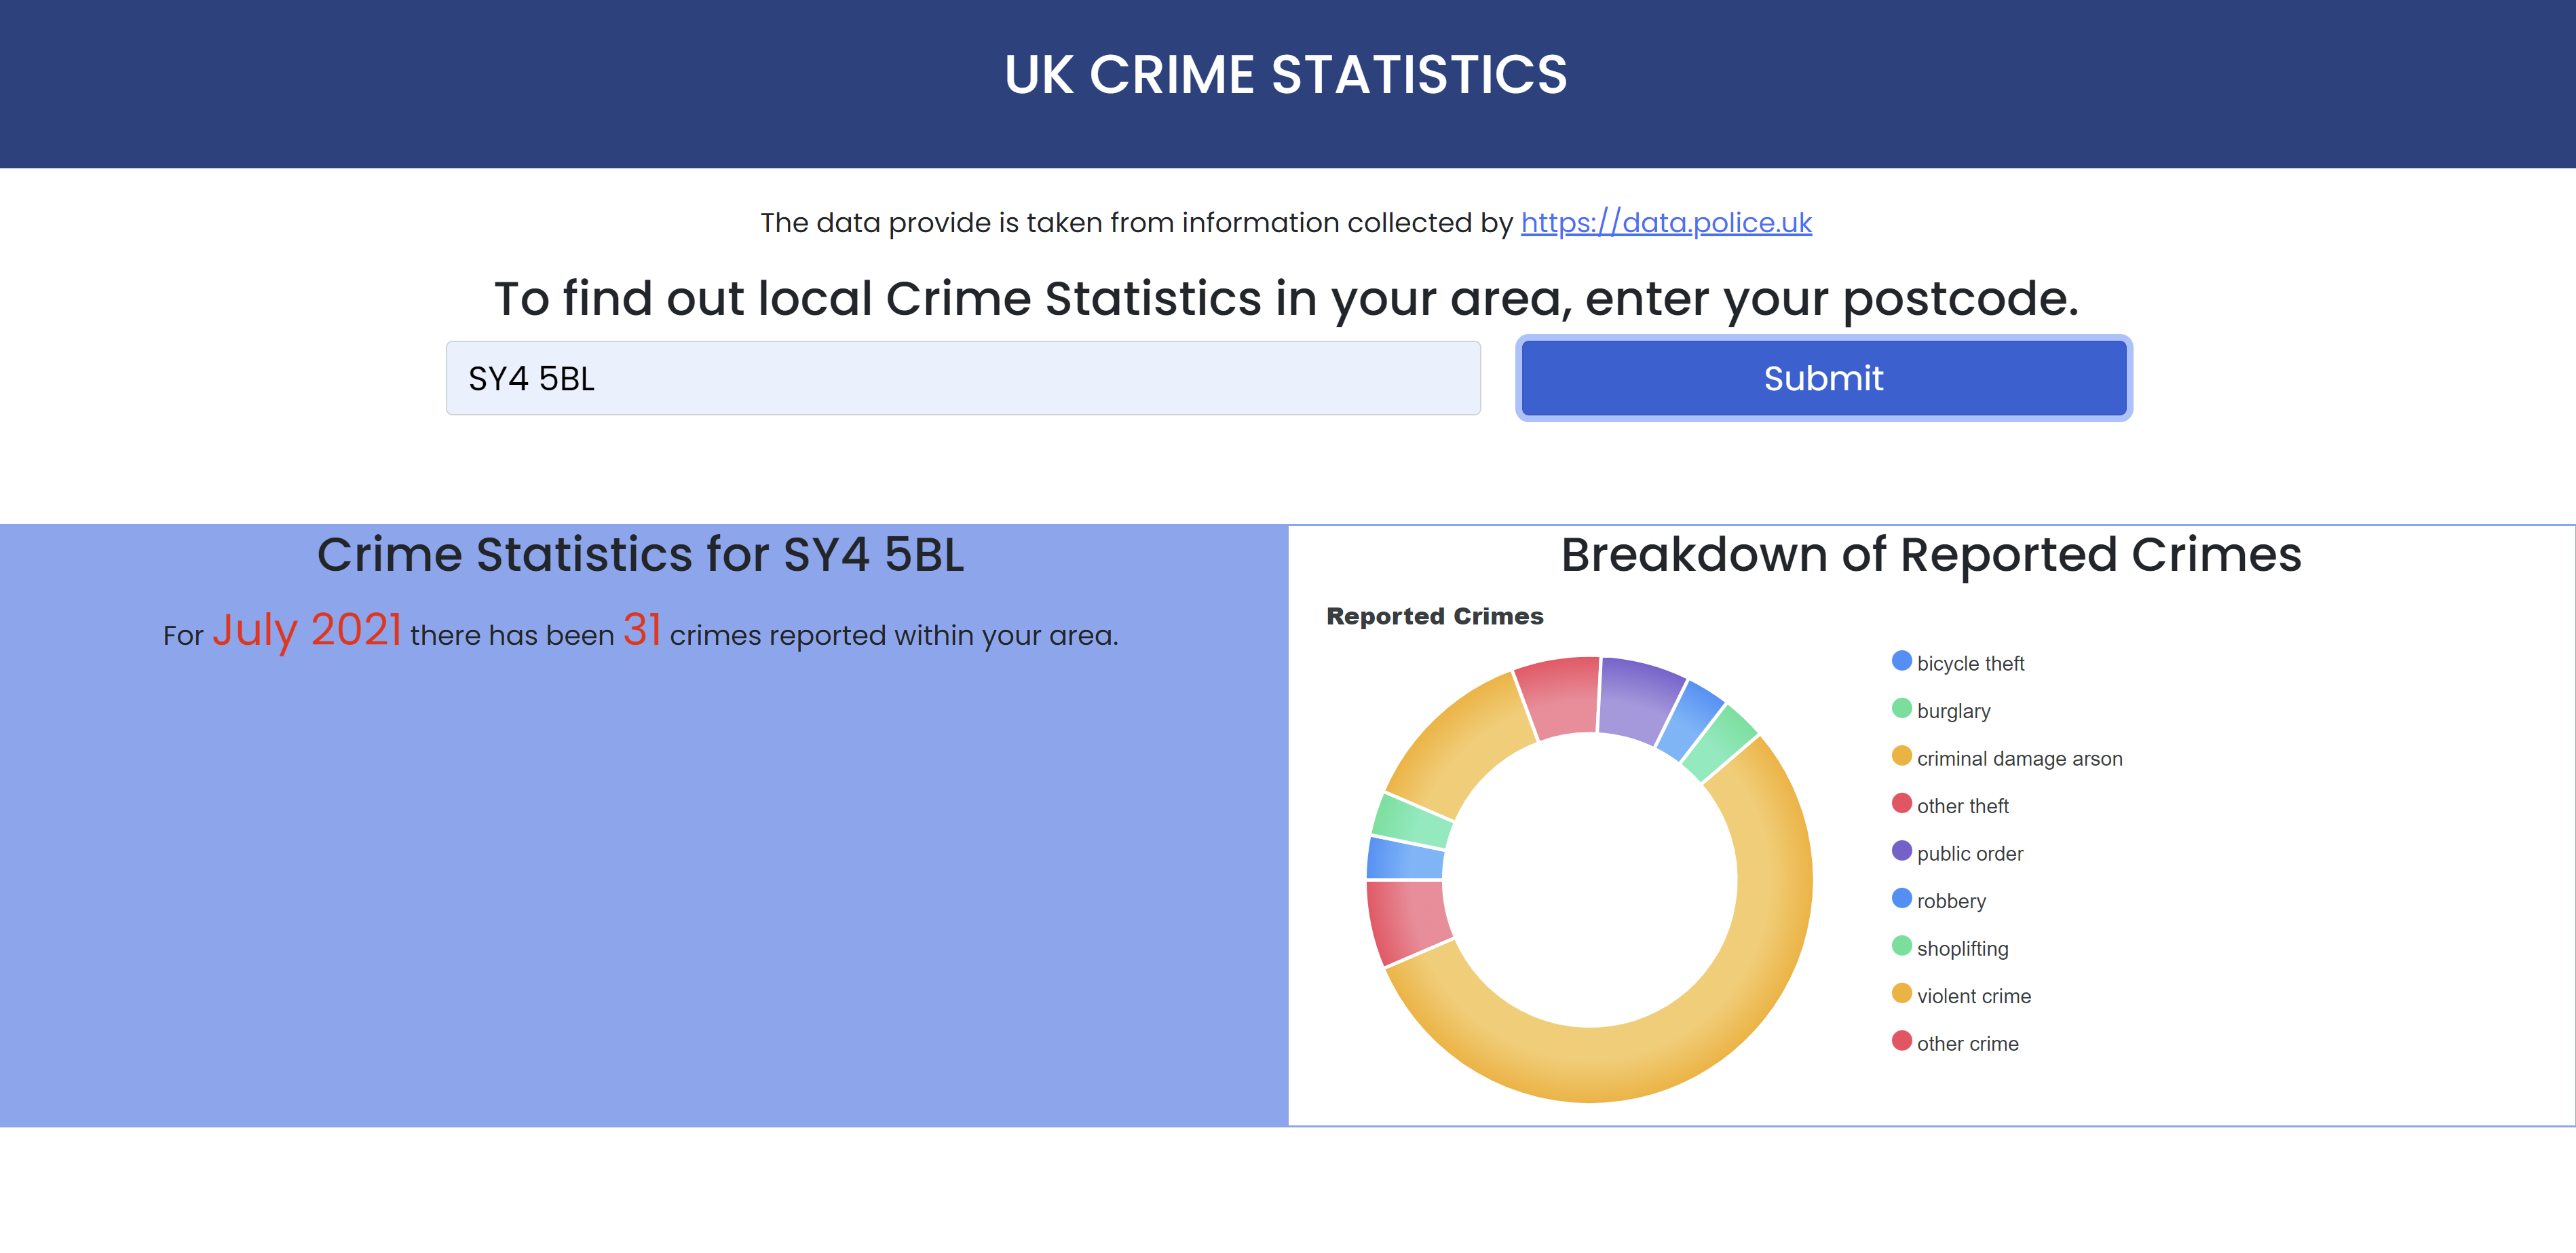 UK CRIME STATISTICS
The data provide is taken from information collected by https://data.police.uk
To find out local Crime Statistics in your area, enter your postcode.
SY4 5BL
Submit
Crime Statistics for SY4 5BL
For July 2021 there has been 31 crimes reported within your area.
Breakdown of Reported Crimes
Reported Crimes
bicycle theft
burglary
criminal damage arson
other theft
public order
robbery
shoplifting
violent crime
other crime